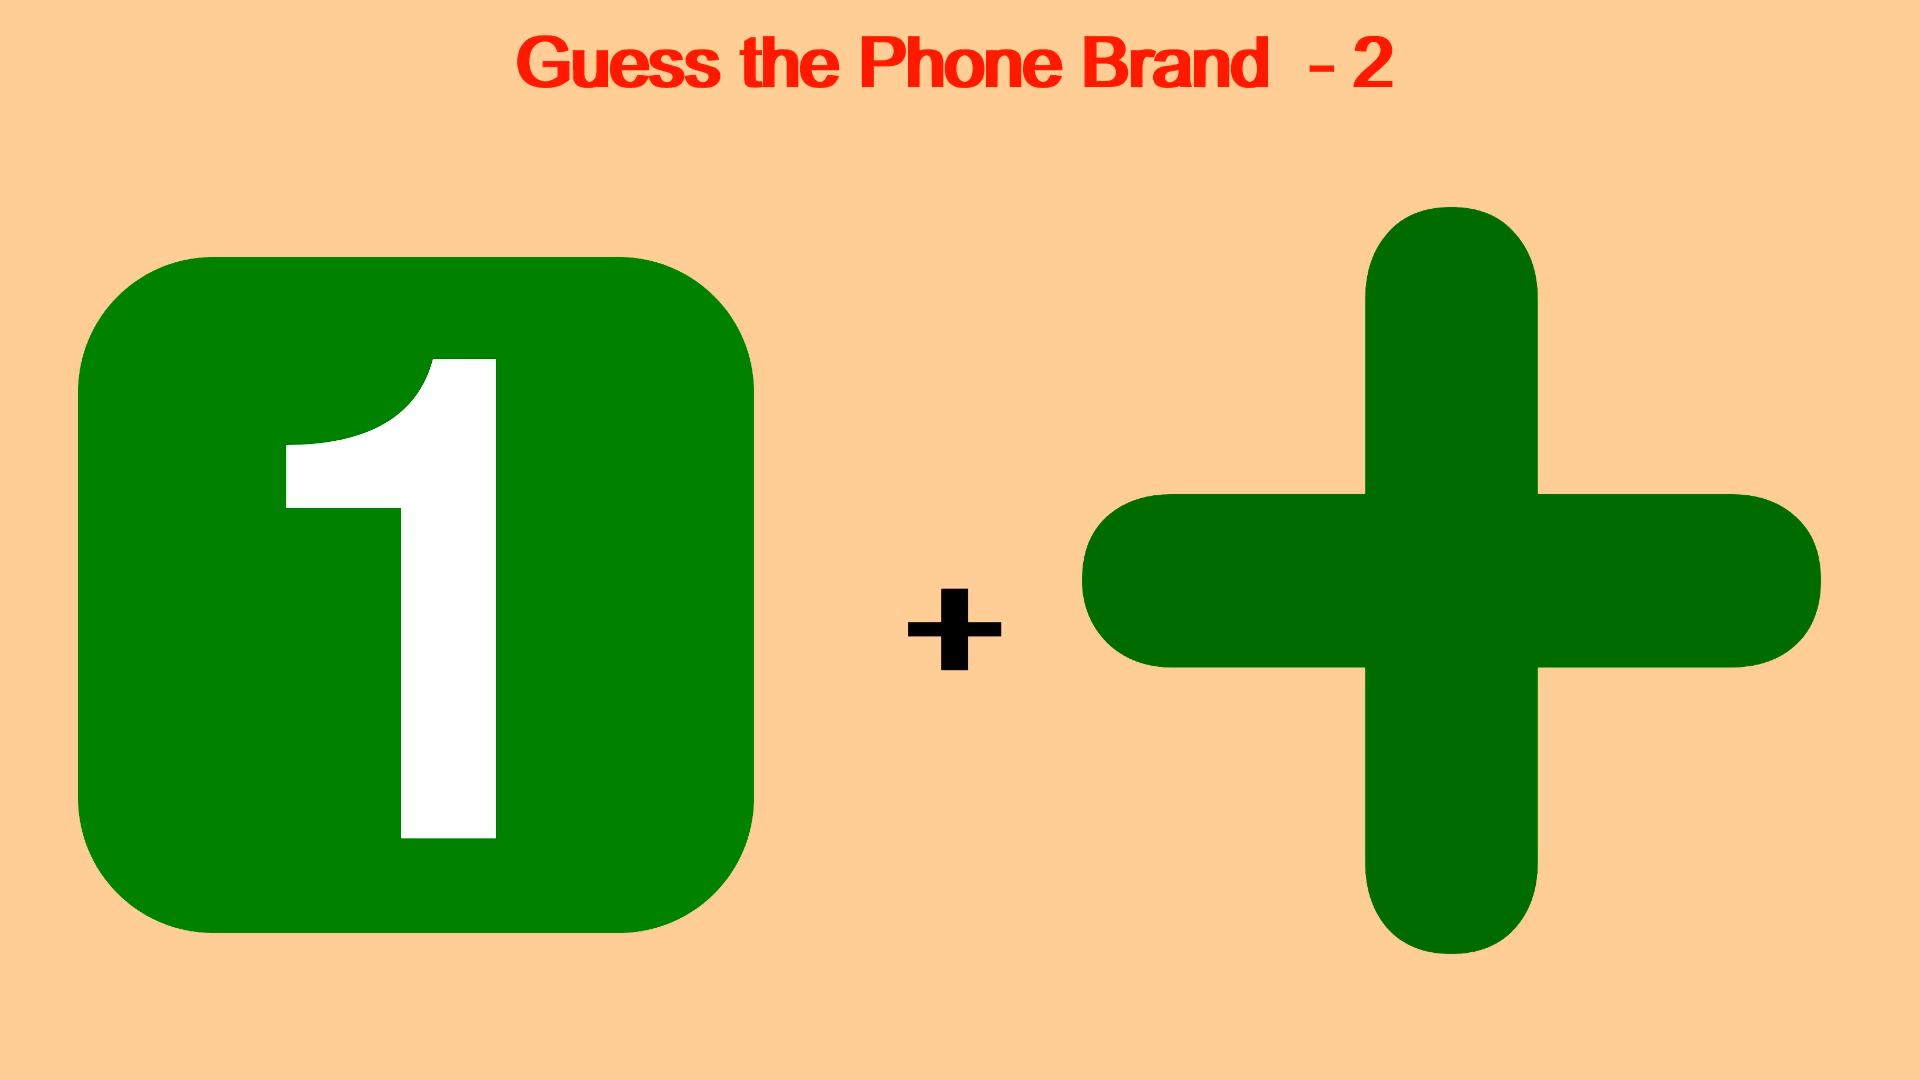 Guess the Phone Brand - 2
1 + +